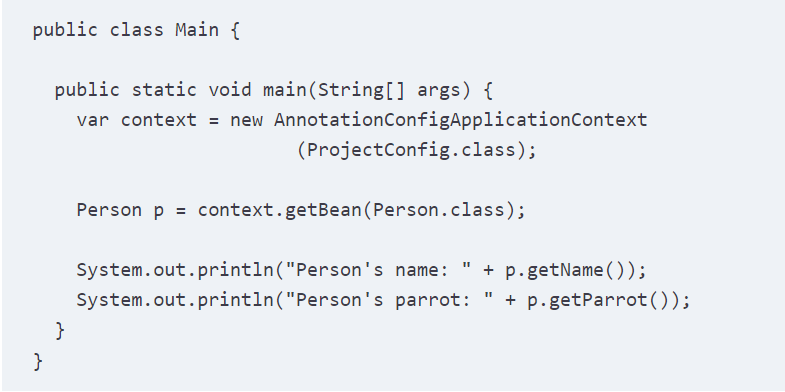 public class Main {
public static void main(String[] args) {
var context = new AnnotationConfigApplicationContext
(ProjectConfig.class);
Person p = context.getBean(Person.class);
System.out.println("Person's name: " + p.getName());
System.out.println("Person's parrot: " + p.getParrot());
}
}